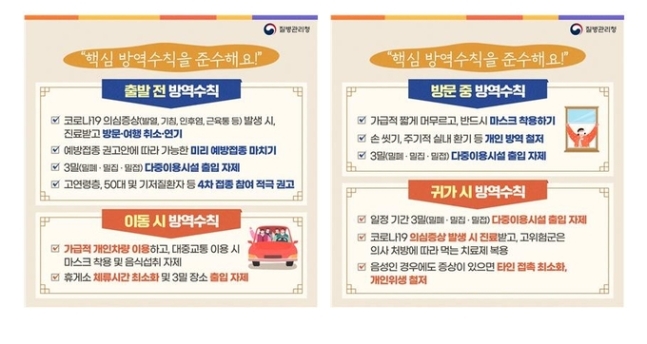 질병관리청
"핵심 방역수칙을 준수해요!"
출발 전 방역수칙
코로나19 의심증상(발열, 기침, 인후염, 근육통 등) 발생 시,
진료받고 방문·여행 취소·연기
예방접종 권고안에 따라 가능한 미리 예방접종 마치기
3밀(밀폐·밀집·밀접) 다중이용시설 출입 자제
고연령층, 50대 및 기저질환자 등 4차 접종 참여 적극 권고
이동 시 방역수칙
가급적 개인차량 이용하고, 대중교통 이용 시
마스크 착용 및 음식섭취 자제
휴게소 체류시간 최소화 및 3밀 장소 출입 자제
질병관리청
"핵심 방역수칙을 준수해요!"
방문 중 방역수칙
가급적 짧게 머무르고, 반드시 마스크 착용하기
손 씻기, 주기적 실내 환기 등 개인 방역 철저
3밀(밀폐·밀집·밀접) 다중이용시설 출입 자제
귀가 시 방역수칙
일정 기간 3밀(밀폐·밀집·밀접) 다중이용시설 출입 자제
코로나19 의심증상 발생 시 진료받고, 고위험군은
의사 처방에 따라 먹는 치료제 복용
음성인 경우에도 증상이 있으면 타인 접촉 최소화,
개인위생 철저